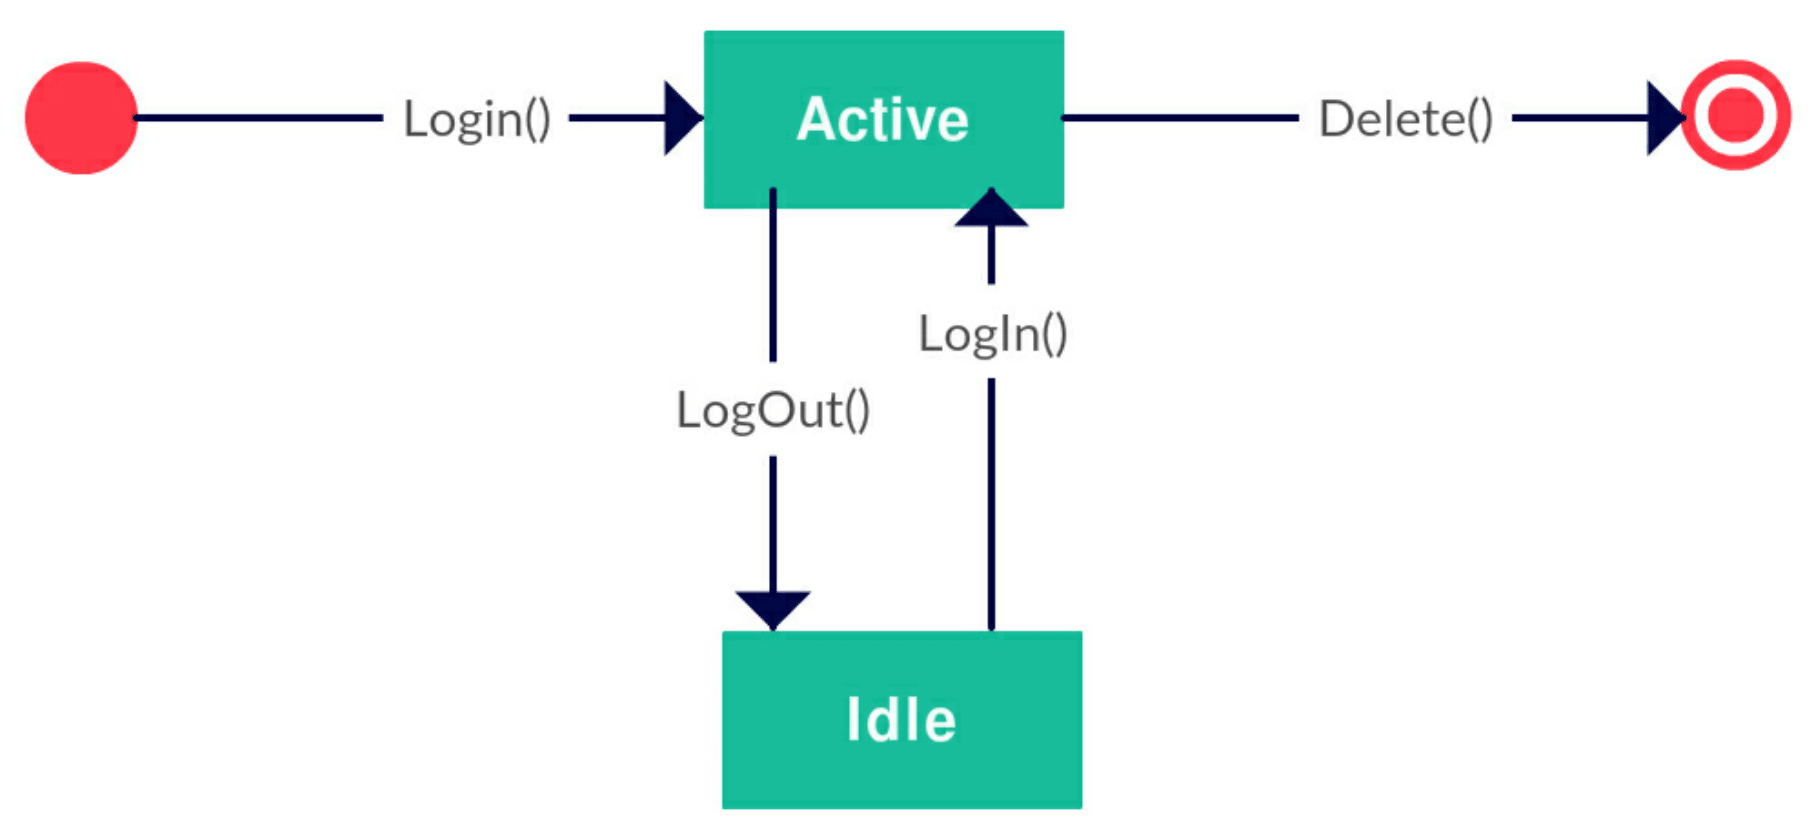 Login()
Active
Delete()
LogIn()
LogOut()
Idle